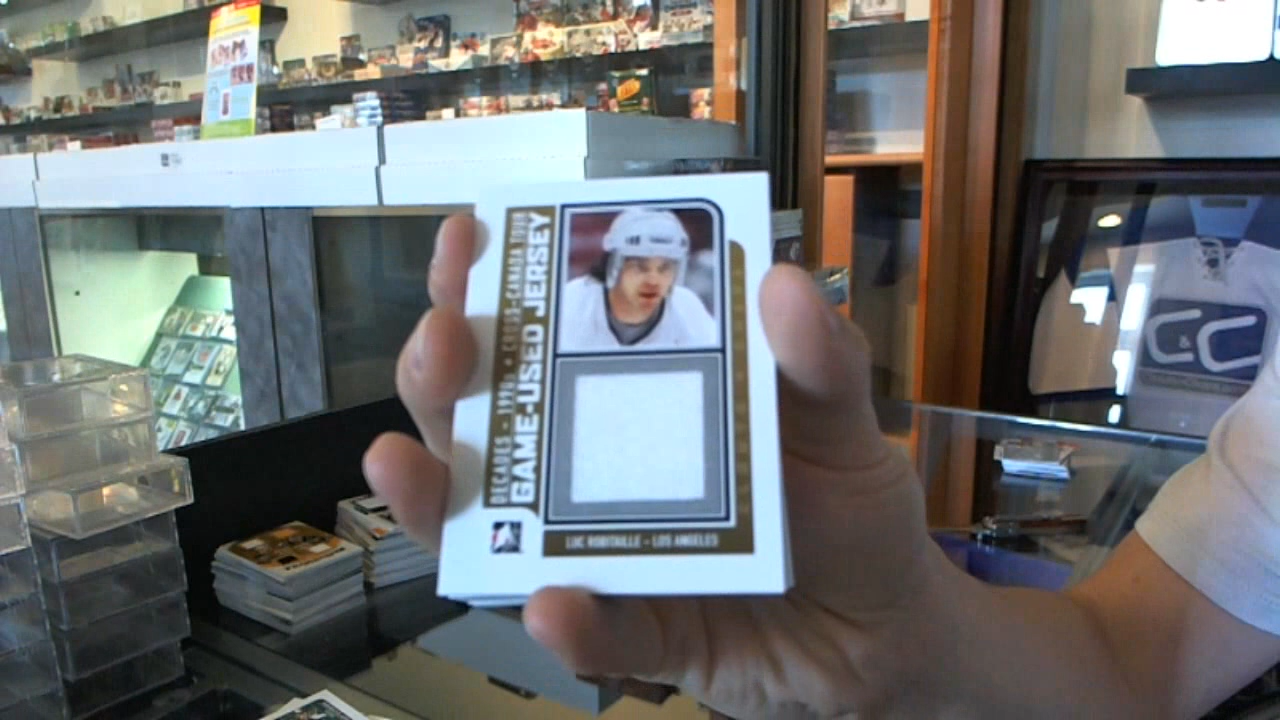 DECADES - 1990s - CROSS-CANADA TOUR
GAME-USED JERSEY
LUC ROBITAILLE - LOS ANGELES
C & C